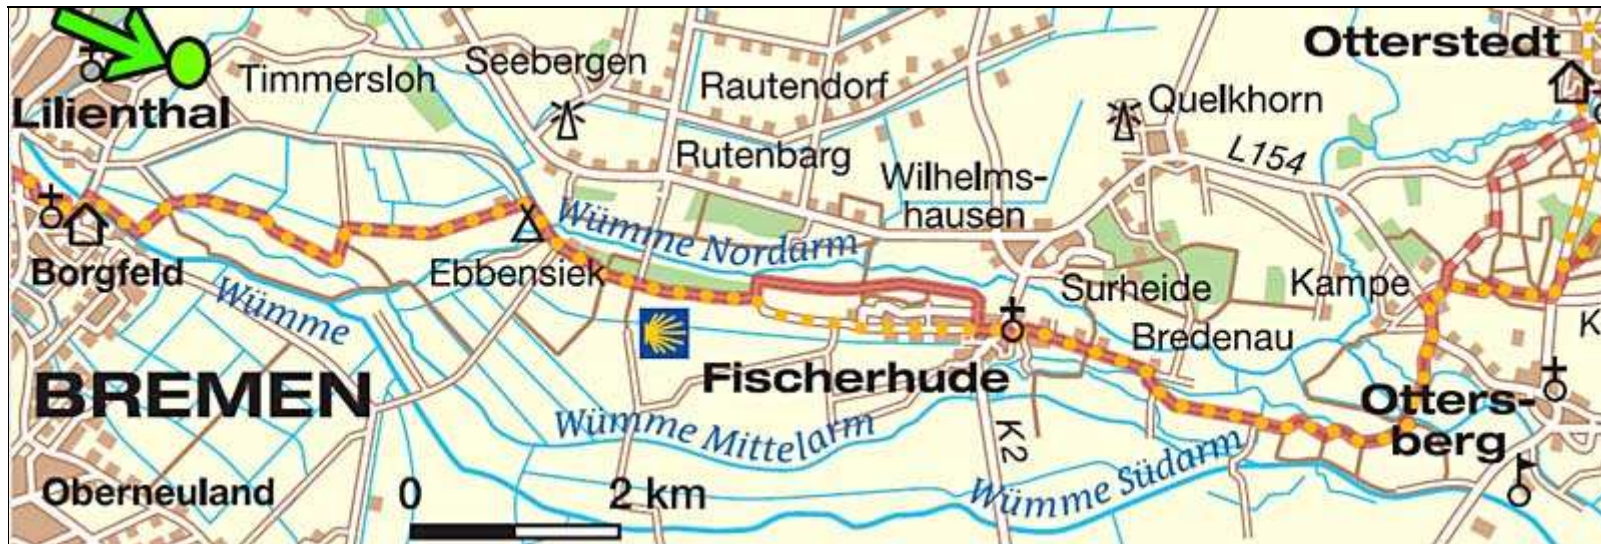 Otterstedt
Seebergen
Timmersloh
Rautendorf
Quelkhorn
Lilienthal
Rutenbarg
L154
Wilhelms-
hausen
Wümme Nordarm
Borgfeld
Ebbensiek
Surheide
Kampe
Wümme
Bredenau
K
Fischerhude
BREMEN
Otters-
berg
Wümme Mittelarm
K2
Wümme Südarm
Oberneuland
0 2 km